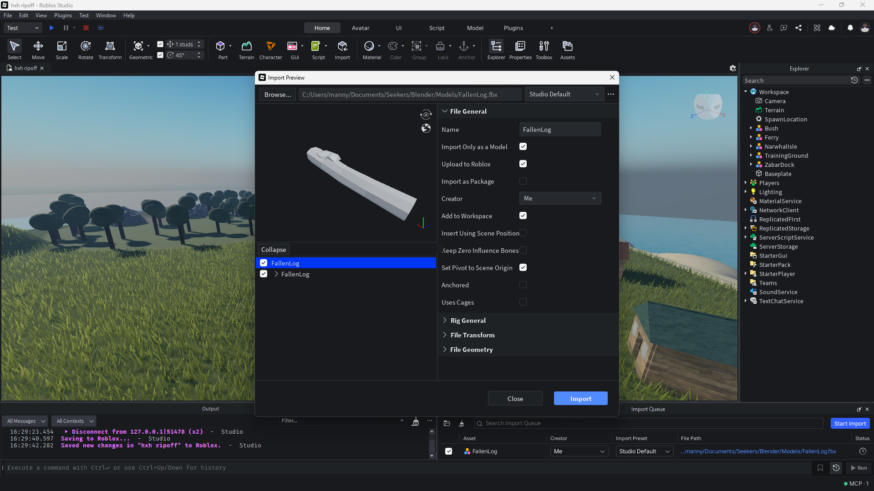 hxh ripoff - Roblox Studio
File Edit View Plugins Test Window Help
Test
Home Avatar UI Script Model Plugins +
Select Move Scale Rotate Transform Geometric 1 studs 45° Part Terrain Character GUI Script Import Material Color Group Lock Anchor Explorer Properties Toolbox Assets
hxh ripoff
Import Preview
Browse... C:/Users/manny/Documents/Seekers/Blender/Models/FallenLog.fbx Studio Default
Collapse
FallenLog
FallenLog
File General
Name FallenLog
Import Only as a Model
Upload to Roblox
Import as Package
Creator Me
Add to Workspace
Insert Using Scene Position
Keep Zero Influence Bones
Set Pivot to Scene Origin
Anchored
Uses Cages
Rig General
File Transform
File Geometry
Close Import
Explorer
Search
Workspace
Camera
Terrain
SpawnLocation
Bush
Ferry
NarwhalIsle
TrainingGround
ZabarDock
Baseplate
Players
Lighting
MaterialService
NetworkClient
ReplicatedFirst
ReplicatedStorage
ServerScriptService
ServerStorage
StarterGui
StarterPack
StarterPlayer
Teams
SoundService
TextChatService
Output
All Messages All Contexts Filter...
16:29:23.454 Disconnect from 127.0.0.1|51478 (x2) - Studio
16:29:40.597 Saving to Roblox... - Studio
16:29:42.282 Saved new changes in "hxh ripoff" to Roblox. - Studio
Import Queue
Search Import Queue Start Import
Asset Creator Import Preset File Path Status
FallenLog Me Studio Default ...manny/Documents/Seekers/Blender/Models/FallenLog.fbx
Execute a command with Ctrl+↵ or use Ctrl+Up/Down for history
Run
MCP · 1